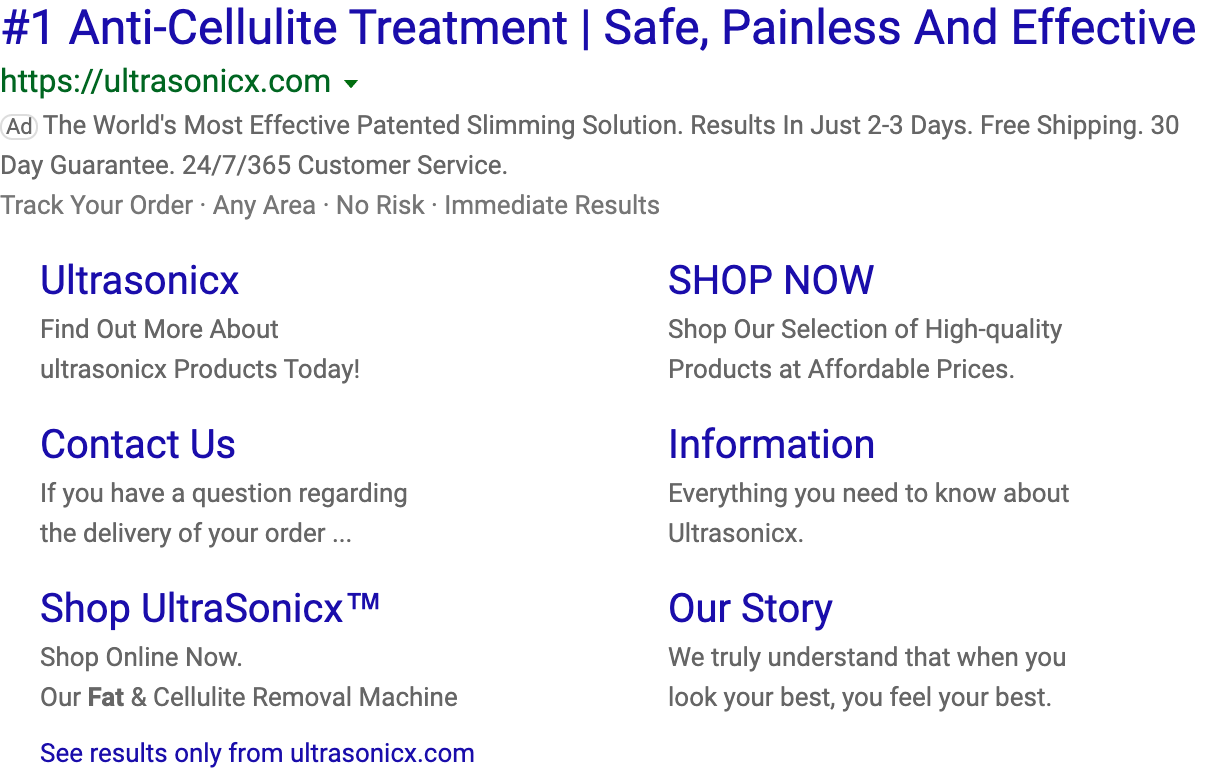 #1 Anti-Cellulite Treatment | Safe, Painless And Effective
https://ultrasonicx.com
Ad The World's Most Effective Patented Slimming Solution. Results In Just 2-3 Days. Free Shipping. 30
Day Guarantee. 24/7/365 Customer Service.
Track Your Order · Any Area · No Risk · Immediate Results
Ultrasonicx
Find Out More About
ultrasonicx Products Today!
SHOP NOW
Shop Our Selection of High-quality
Products at Affordable Prices.
Contact Us
If you have a question regarding
the delivery of your order ...
Information
Everything you need to know about
Ultrasonicx.
Shop UltraSonicx™
Shop Online Now.
Our Fat & Cellulite Removal Machine
Our Story
We truly understand that when you
look your best, you feel your best.
See results only from ultrasonicx.com